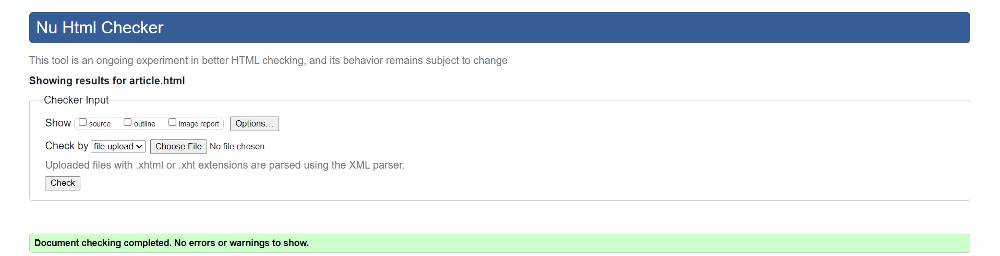 Nu Html Checker
This tool is an ongoing experiment in better HTML checking, and its behavior remains subject to change
Showing results for article.html
Checker Input
Show source outline image report Options...
Check by file upload Choose File No file chosen
Uploaded files with .xhtml or .xht extensions are parsed using the XML parser.
Check
Document checking completed. No errors or warnings to show.